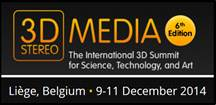 3D STEREO MEDIA 6th Edition
The International 3D Summit
for Science, Technology, and Art
Liège, Belgium • 9-11 December 2014